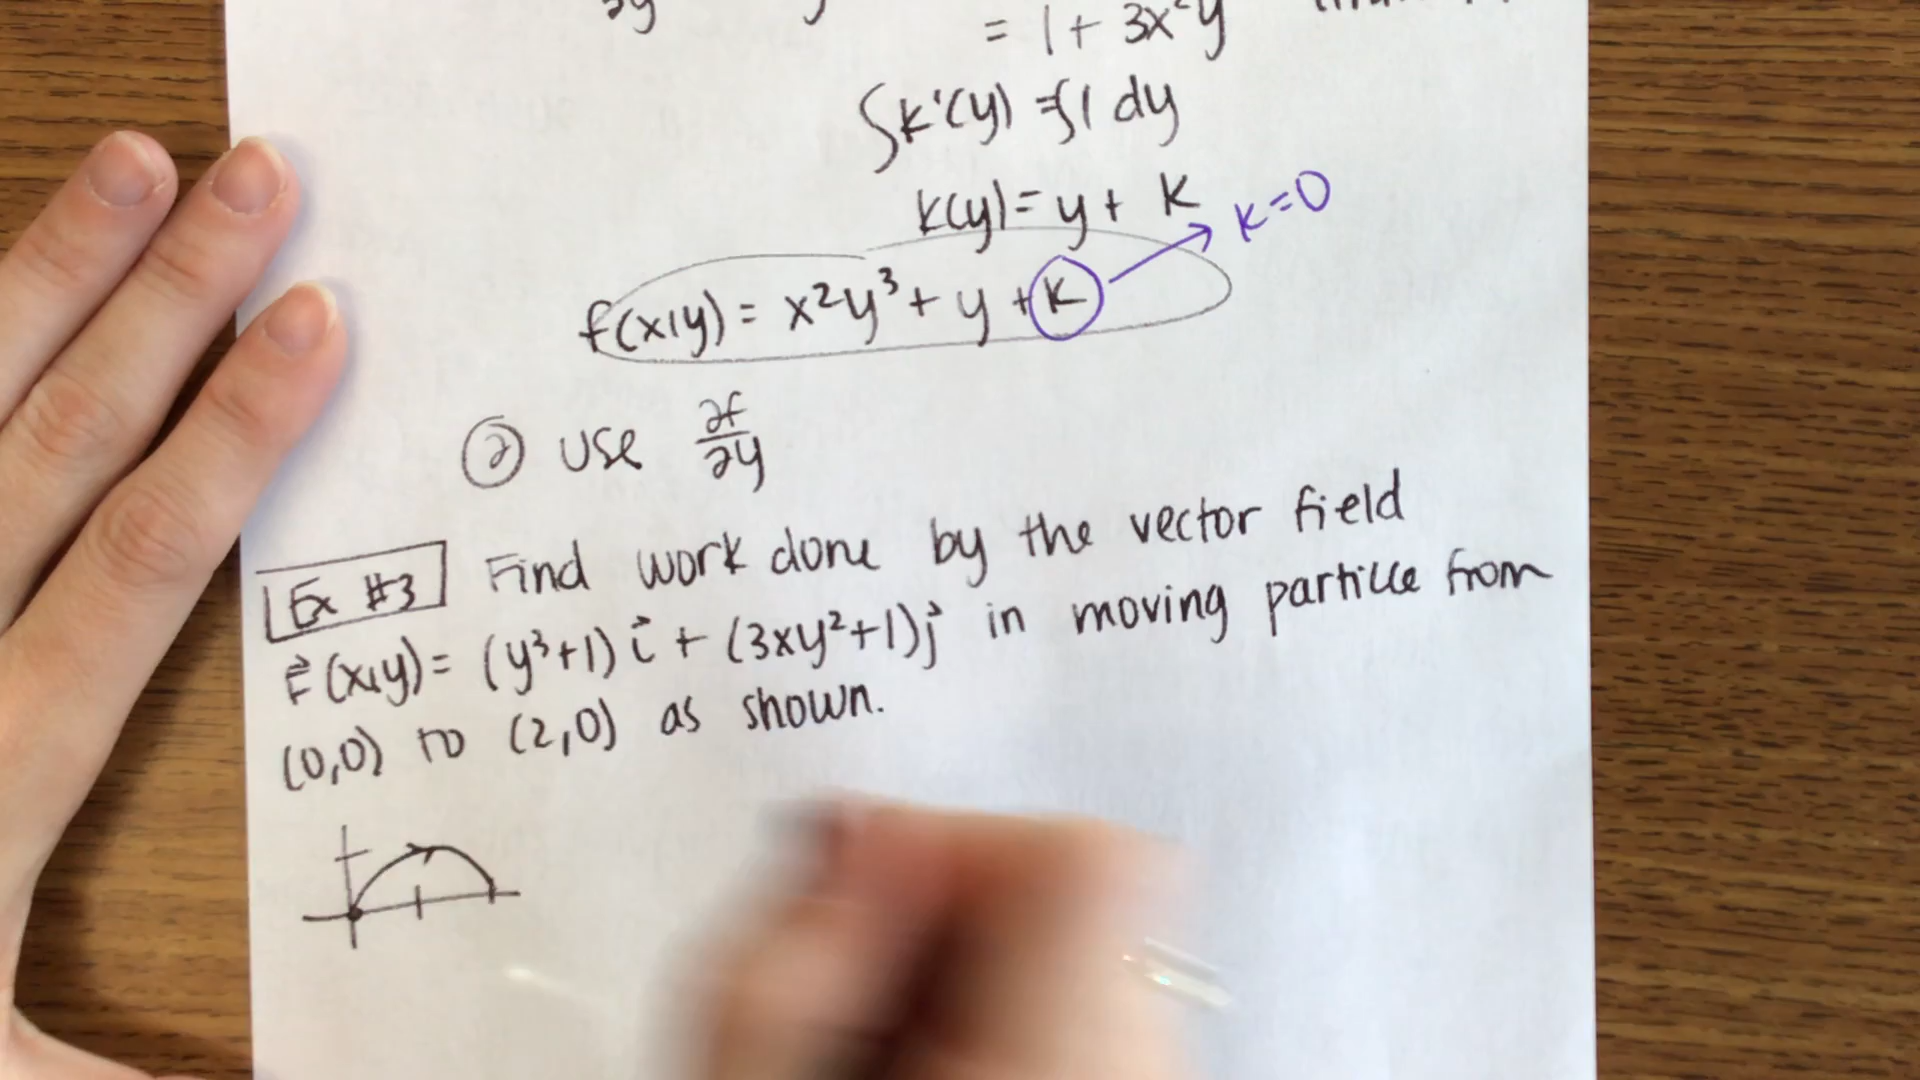 = 1 + 3x²y
∫k'(y) = ∫1 dy
k(y) = y + k
k=0
f(x,y) = x²y³ + y + k
② use ∂f/∂y
Ex #3 Find work done by the vector field
F⃗(x,y) = (y³+1) i⃗ + (3xy²+1) j⃗ in moving particle from
(0,0) to (2,0) as shown.